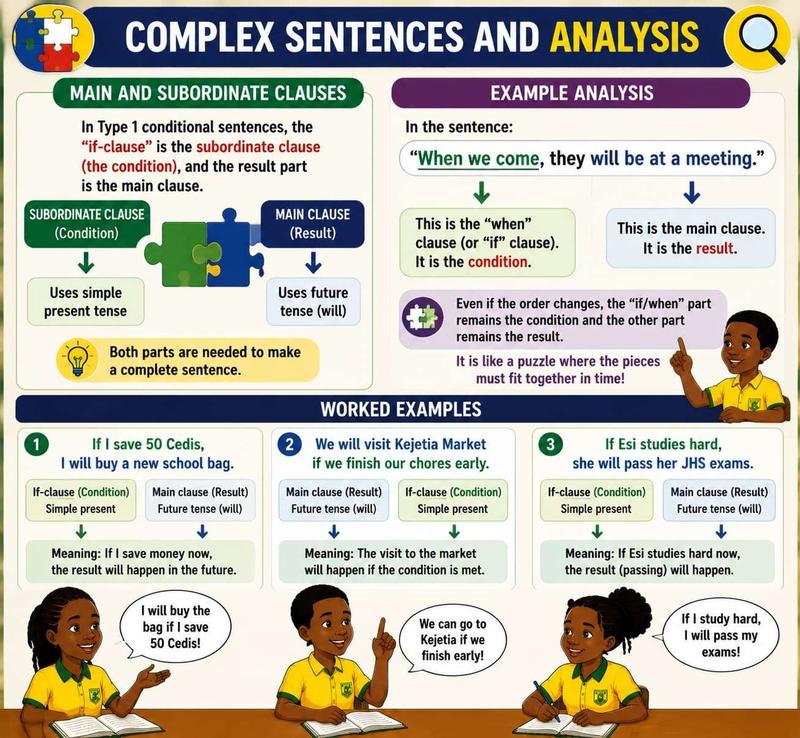 COMPLEX SENTENCES AND ANALYSIS
MAIN AND SUBORDINATE CLAUSES
In Type 1 conditional sentences, the
“if-clause” is the subordinate clause
(the condition), and the result part
is the main clause.
SUBORDINATE CLAUSE
(Condition)
MAIN CLAUSE
(Result)
Uses simple
present tense
Uses future
tense (will)
Both parts are needed to make
a complete sentence.
EXAMPLE ANALYSIS
In the sentence:
“When we come, they will be at a meeting.”
This is the “when”
clause (or “if” clause).
It is the condition.
This is the main clause.
It is the result.
Even if the order changes, the “if/when” part
remains the condition and the other part
remains the result.
It is like a puzzle where the pieces
must fit together in time!
WORKED EXAMPLES
1
If I save 50 Cedis,
I will buy a new school bag.
If-clause (Condition)
Simple present
Main clause (Result)
Future tense (will)
Meaning: If I save money now,
the result will happen in the future.
2
We will visit Kejetia Market
if we finish our chores early.
Main clause (Result)
Future tense (will)
If-clause (Condition)
Simple present
Meaning: The visit to the market
will happen if the condition is met.
3
If Esi studies hard,
she will pass her JHS exams.
If-clause (Condition)
Simple present
Main clause (Result)
Future tense (will)
Meaning: If Esi studies hard now,
the result (passing) will happen.
I will buy the
bag if I save
50 Cedis!
We can go to
Kejetia if we
finish early!
If I study hard,
I will pass my
exams!